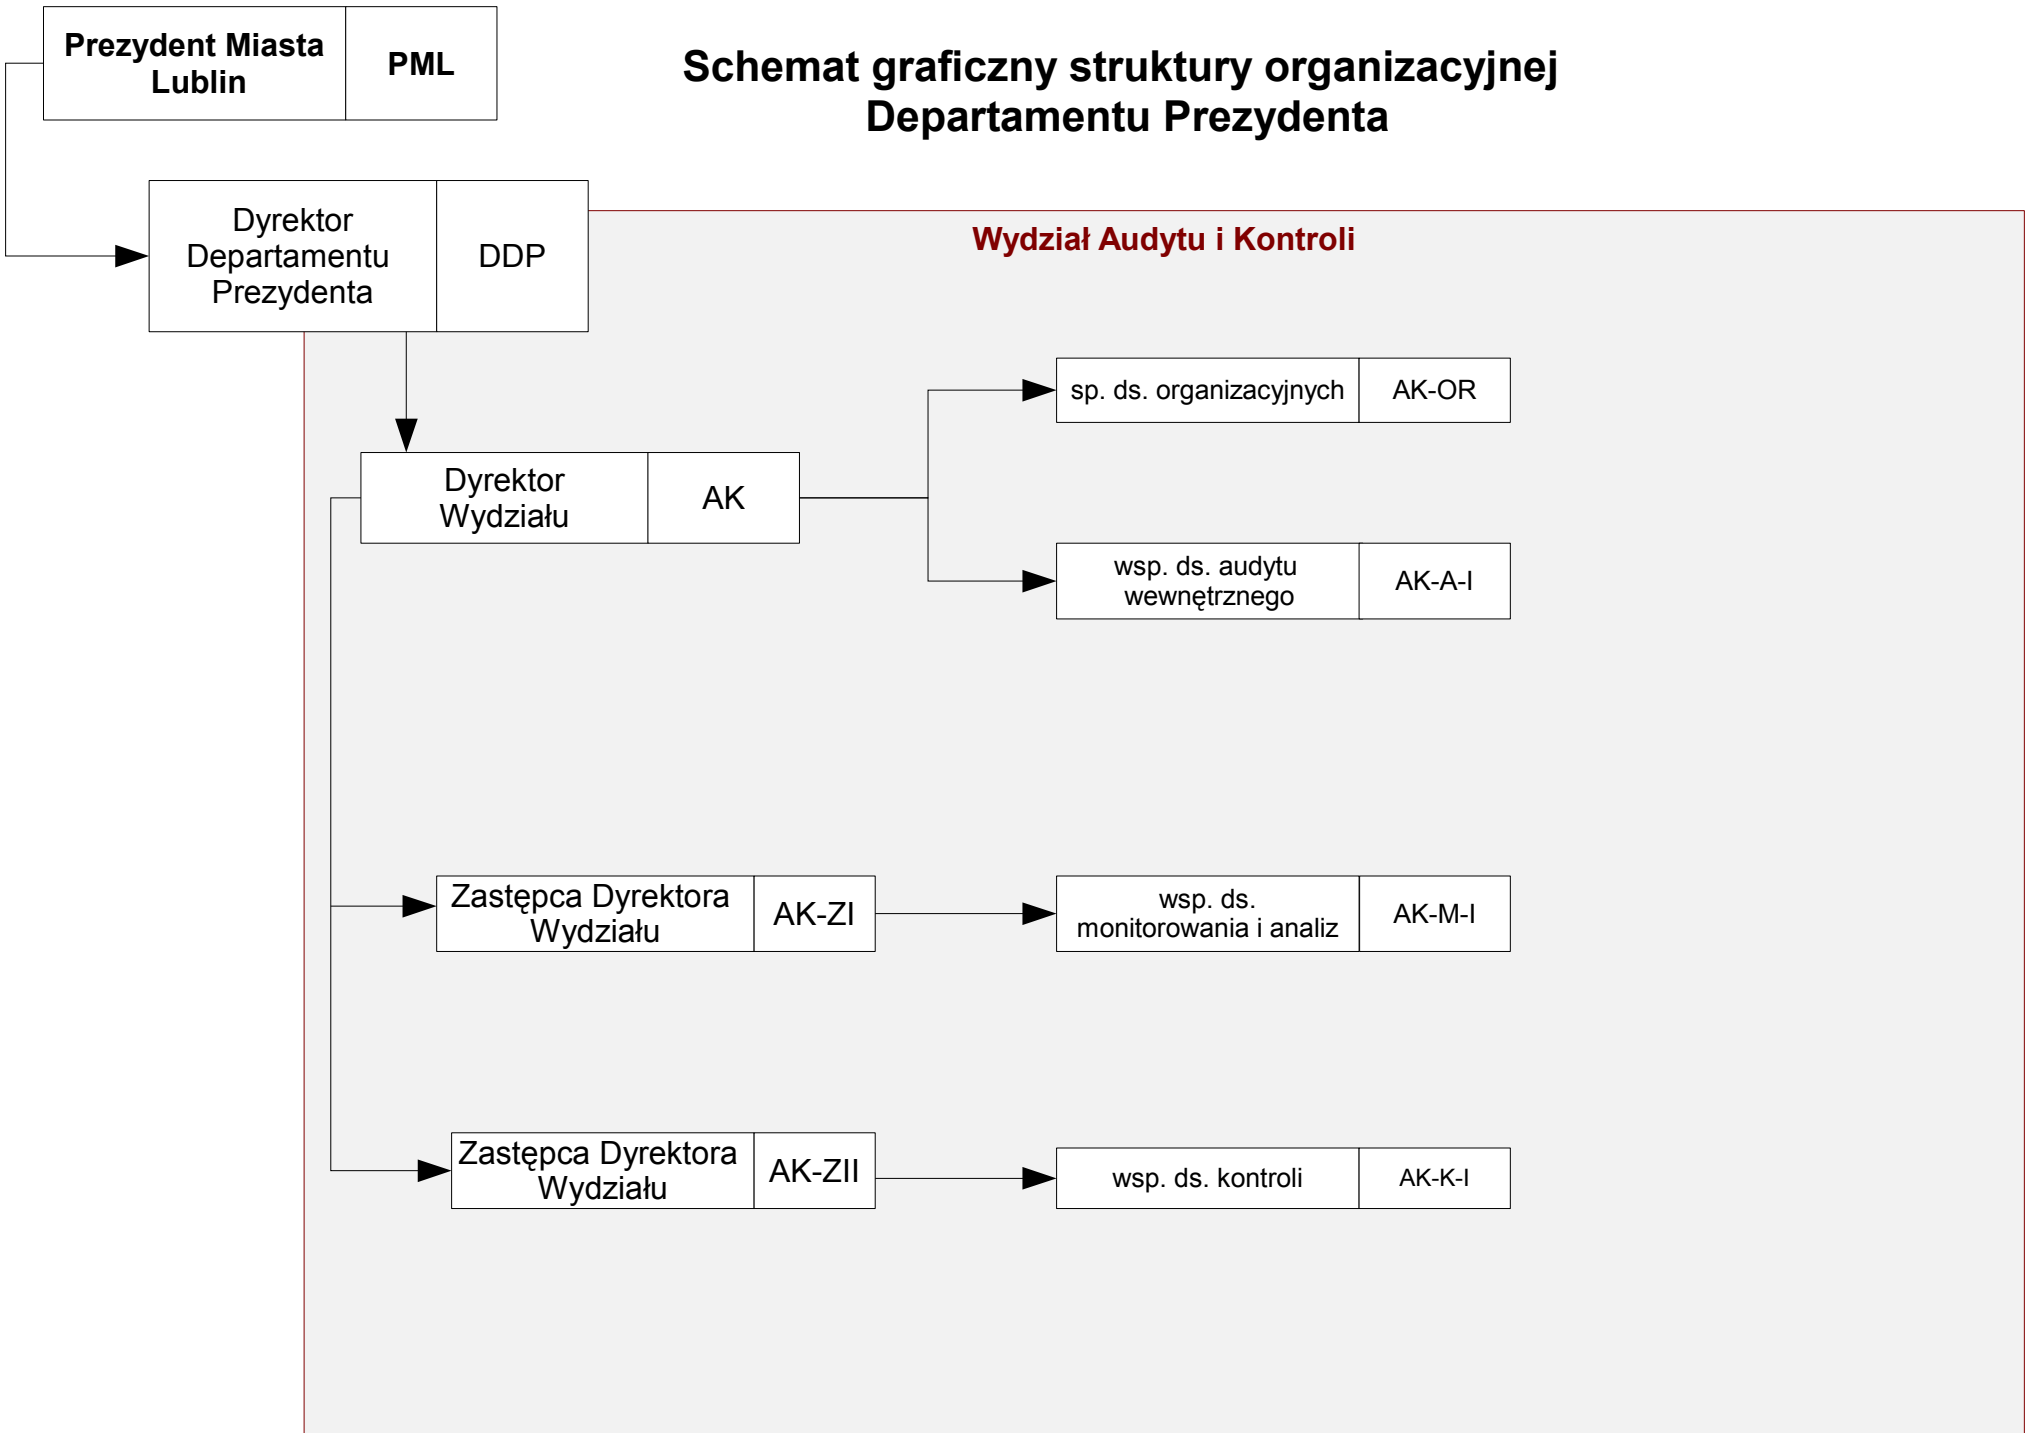 Prezydent Miasta
Lublin
PML
Schemat graficzny struktury organizacyjnej
Departamentu Prezydenta
Dyrektor
Departamentu
Prezydenta
DDP
Wydział Audytu i Kontroli
sp. ds. organizacyjnych
AK-OR
Dyrektor
Wydziału
AK
wsp. ds. audytu
wewnętrznego
AK-A-I
Zastępca Dyrektora
Wydziału
AK-ZI
wsp. ds.
monitorowania i analiz
AK-M-I
Zastępca Dyrektora
Wydziału
AK-ZII
wsp. ds. kontroli
AK-K-I